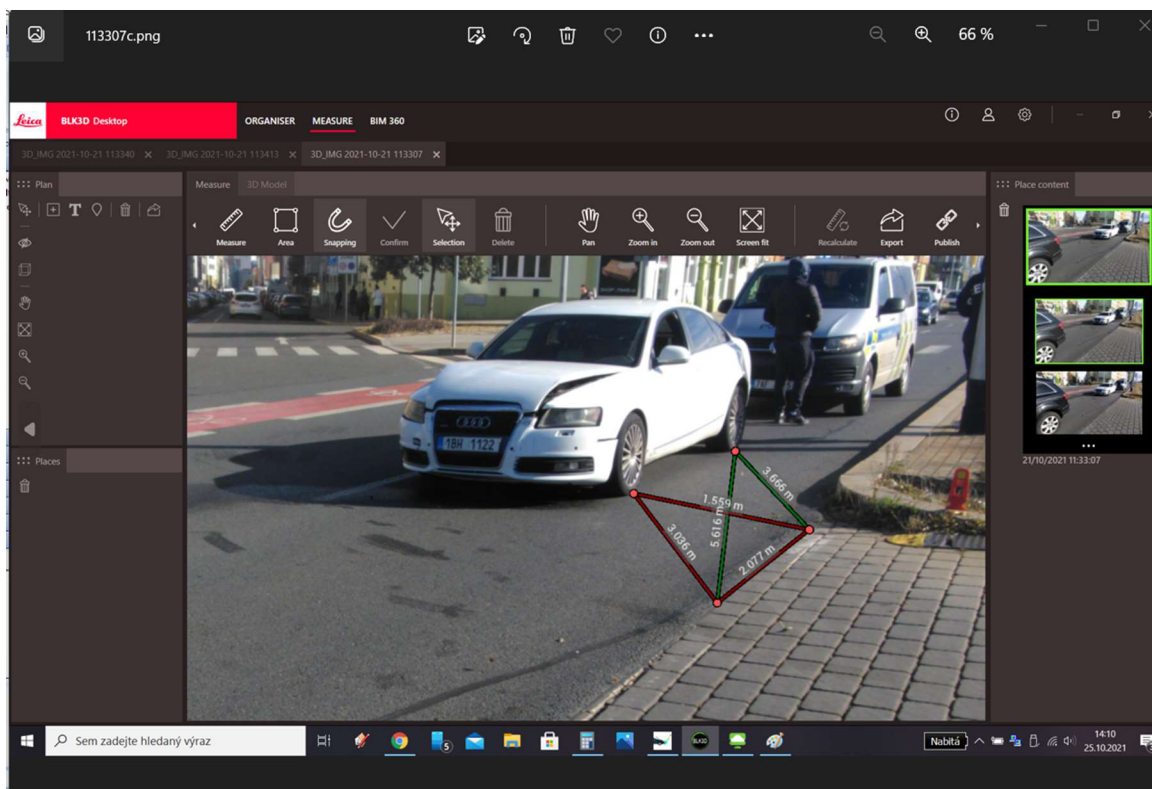 113307c.png
66 %
Leica
BLK3D Desktop
ORGANISER MEASURE BIM 360
3D_IMG 2021-10-21 113340 3D_IMG 2021-10-21 113413 3D_IMG 2021-10-21 113307
Plan
Measure 3D Model
Place content
T
Measure Area Snapping Confirm Selection Delete Pan Zoom in Zoom out Screen fit Recalculate Export Publish
1BH 1122
3.666 m
1.559 m
5.616 m
3.036 m
2.077 m
Places
21/10/2021 11:33:07
Sem zadejte hledaný výraz
5
BLK3D
Nabitá
14:10
25.10.2021